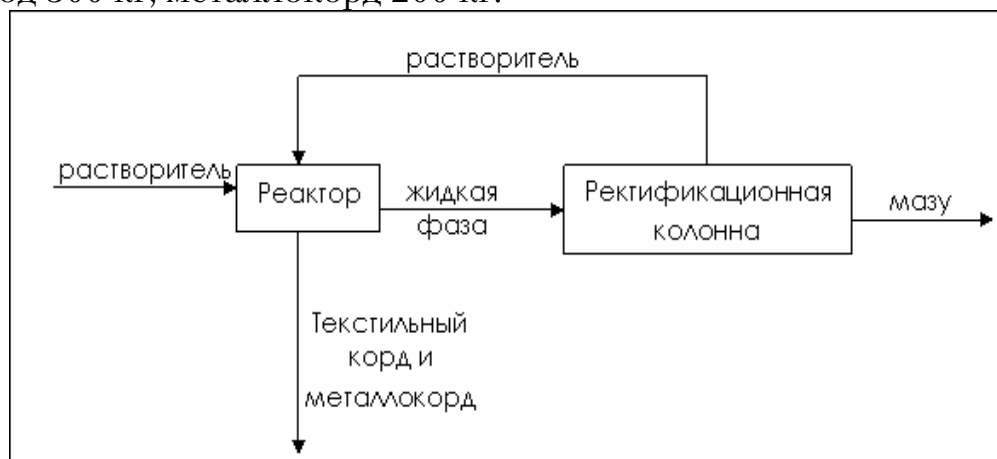 растворитель
растворитель
Реактор
жидкая
фаза
Ректификационная
колонна
мазу
Текстильный
корд и
металлокорд